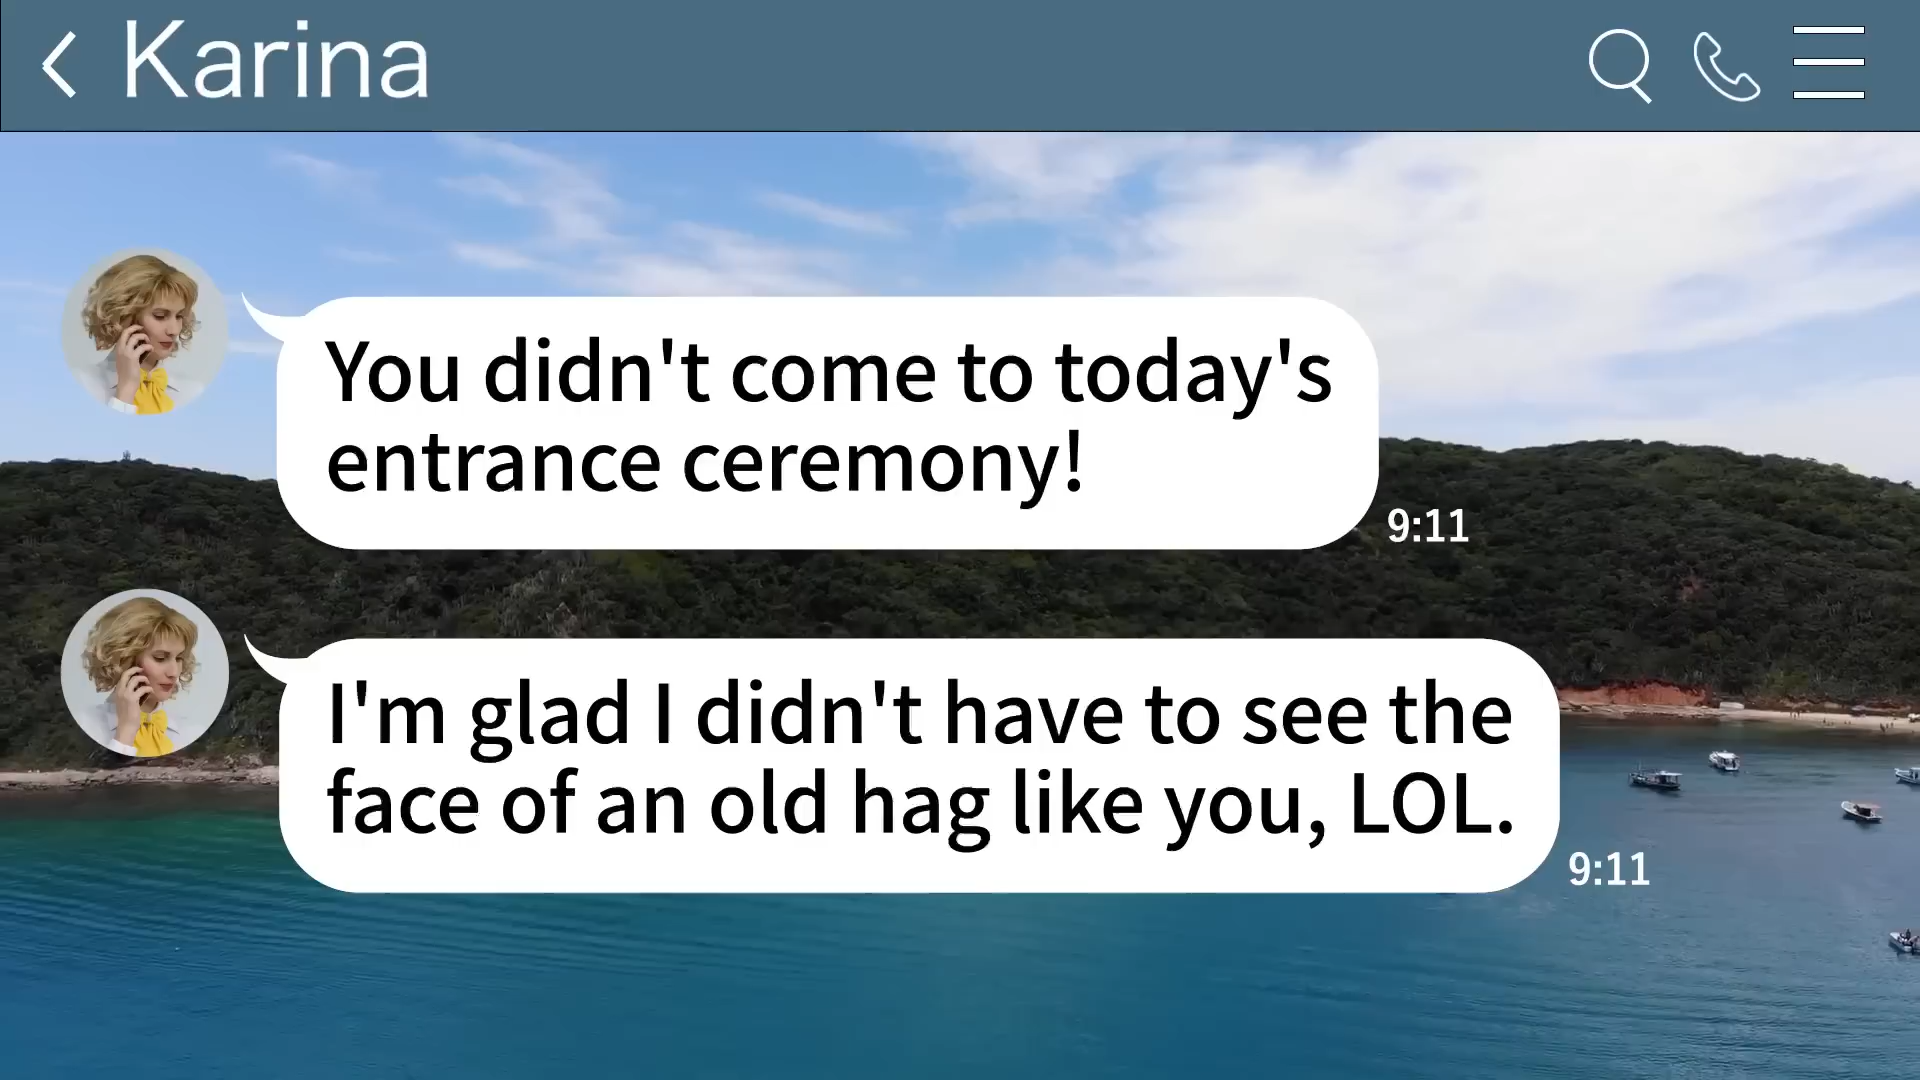 Karina
You didn't come to today's
entrance ceremony!
9:11
I'm glad I didn't have to see the
face of an old hag like you, LOL.
9:11